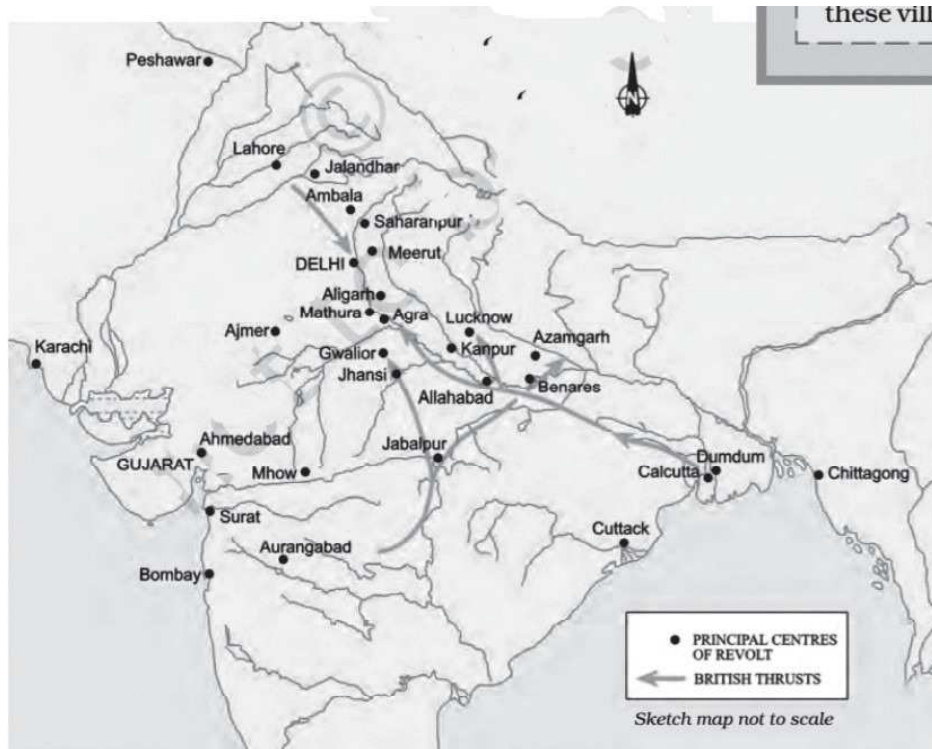 these vill
N
Peshawar
Lahore
Jalandhar
Ambala
Saharanpur
Meerut
DELHI
Aligarh
Mathura
Agra
Lucknow
Azamgarh
Ajmer
Karachi
Gwalior
Kanpur
Jhansi
Benares
Allahabad
Ahmedabad
Jabalpur
GUJARAT
Mhow
Dumdum
Calcutta
Chittagong
Surat
Cuttack
Aurangabad
Bombay
PRINCIPAL CENTRES
OF REVOLT
BRITISH THRUSTS
Sketch map not to scale